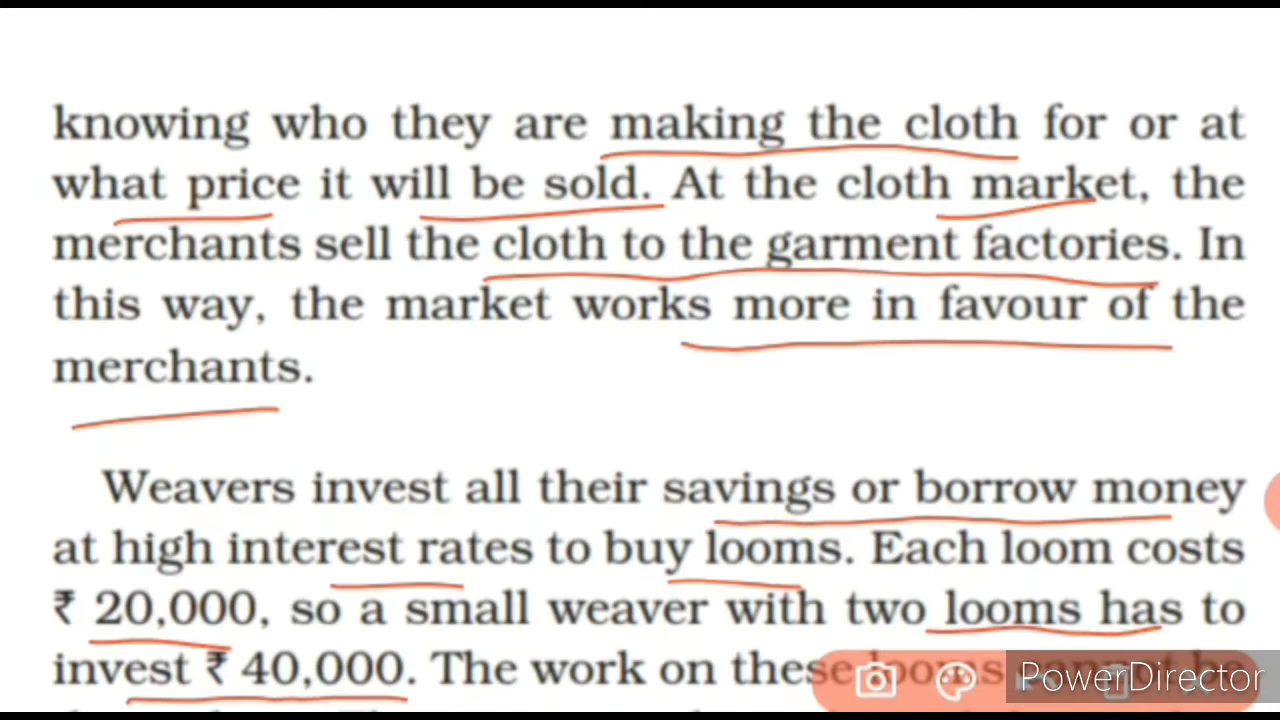 knowing who they are making the cloth for or at
what price it will be sold. At the cloth market, the
merchants sell the cloth to the garment factories. In
this way, the market works more in favour of the
merchants.
Weavers invest all their savings or borrow money
at high interest rates to buy looms. Each loom costs
₹ 20,000, so a small weaver with two looms has to
invest ₹ 40,000. The work on these looms
PowerDirector